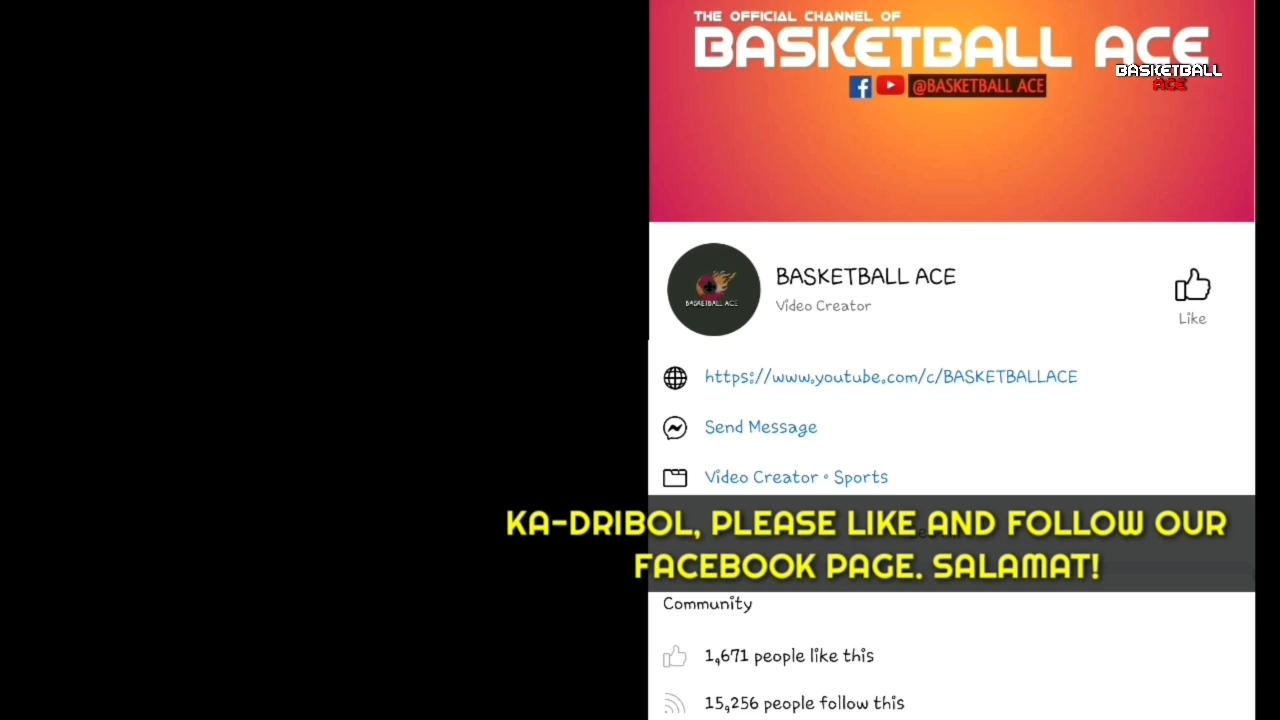 THE OFFICIAL CHANNEL OF
BASKETBALL ACE
@BASKETBALL ACE
BASKETBALL
ACE
BASKETBALL ACE
BASKETBALL ACE
Video Creator
Like
https://www.youtube.com/c/BASKETBALLACE
Send Message
Video Creator • Sports
KA-DRIBOL, PLEASE LIKE AND FOLLOW OUR
FACEBOOK PAGE. SALAMAT!
Community
1,671 people like this
15,256 people follow this